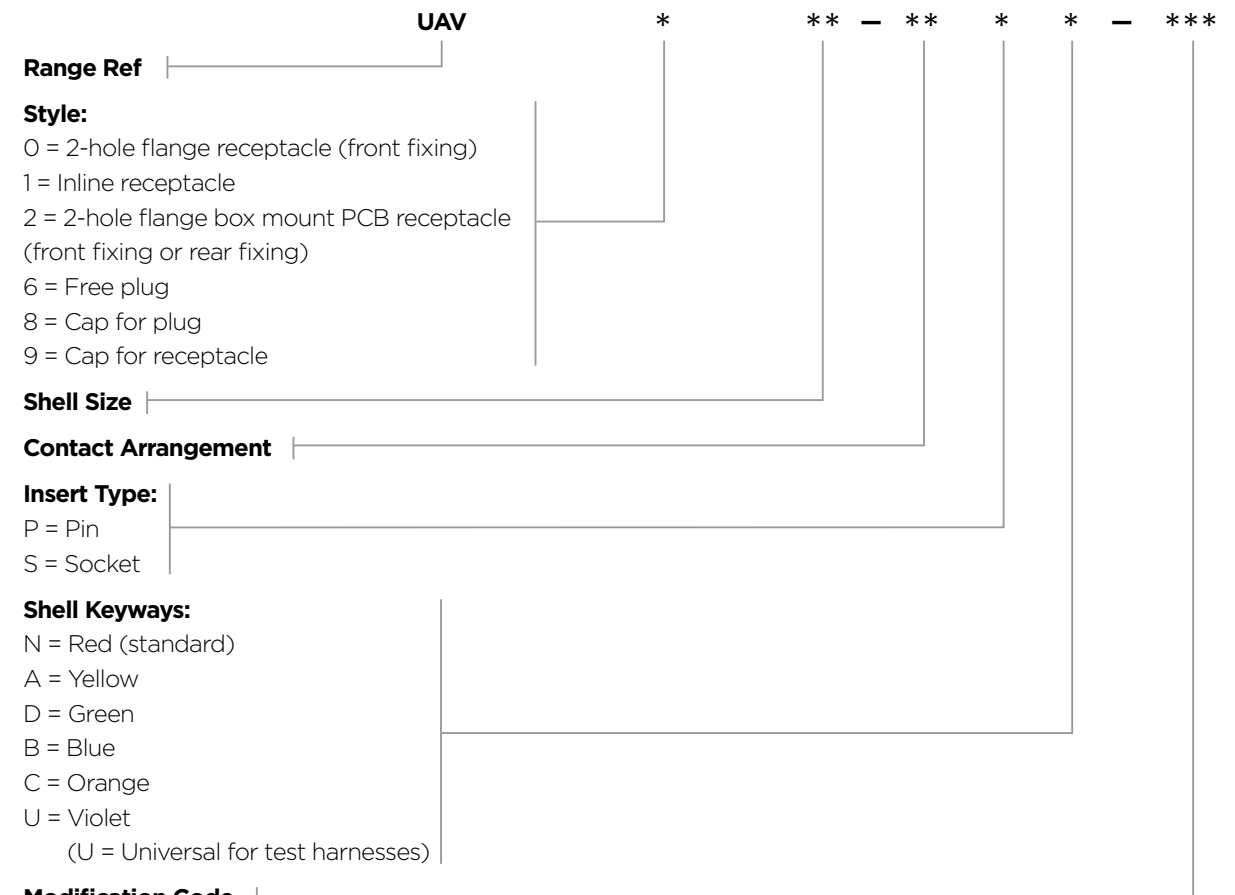 UAV * ** – ** * * – ***
Range Ref
Style:
0 = 2-hole flange receptacle (front fixing)
1 = Inline receptacle
2 = 2-hole flange box mount PCB receptacle
(front fixing or rear fixing)
6 = Free plug
8 = Cap for plug
9 = Cap for receptacle
Shell Size
Contact Arrangement
Insert Type:
P = Pin
S = Socket
Shell Keyways:
N = Red (standard)
A = Yellow
D = Green
B = Blue
C = Orange
U = Violet
(U = Universal for test harnesses)
Modification Code